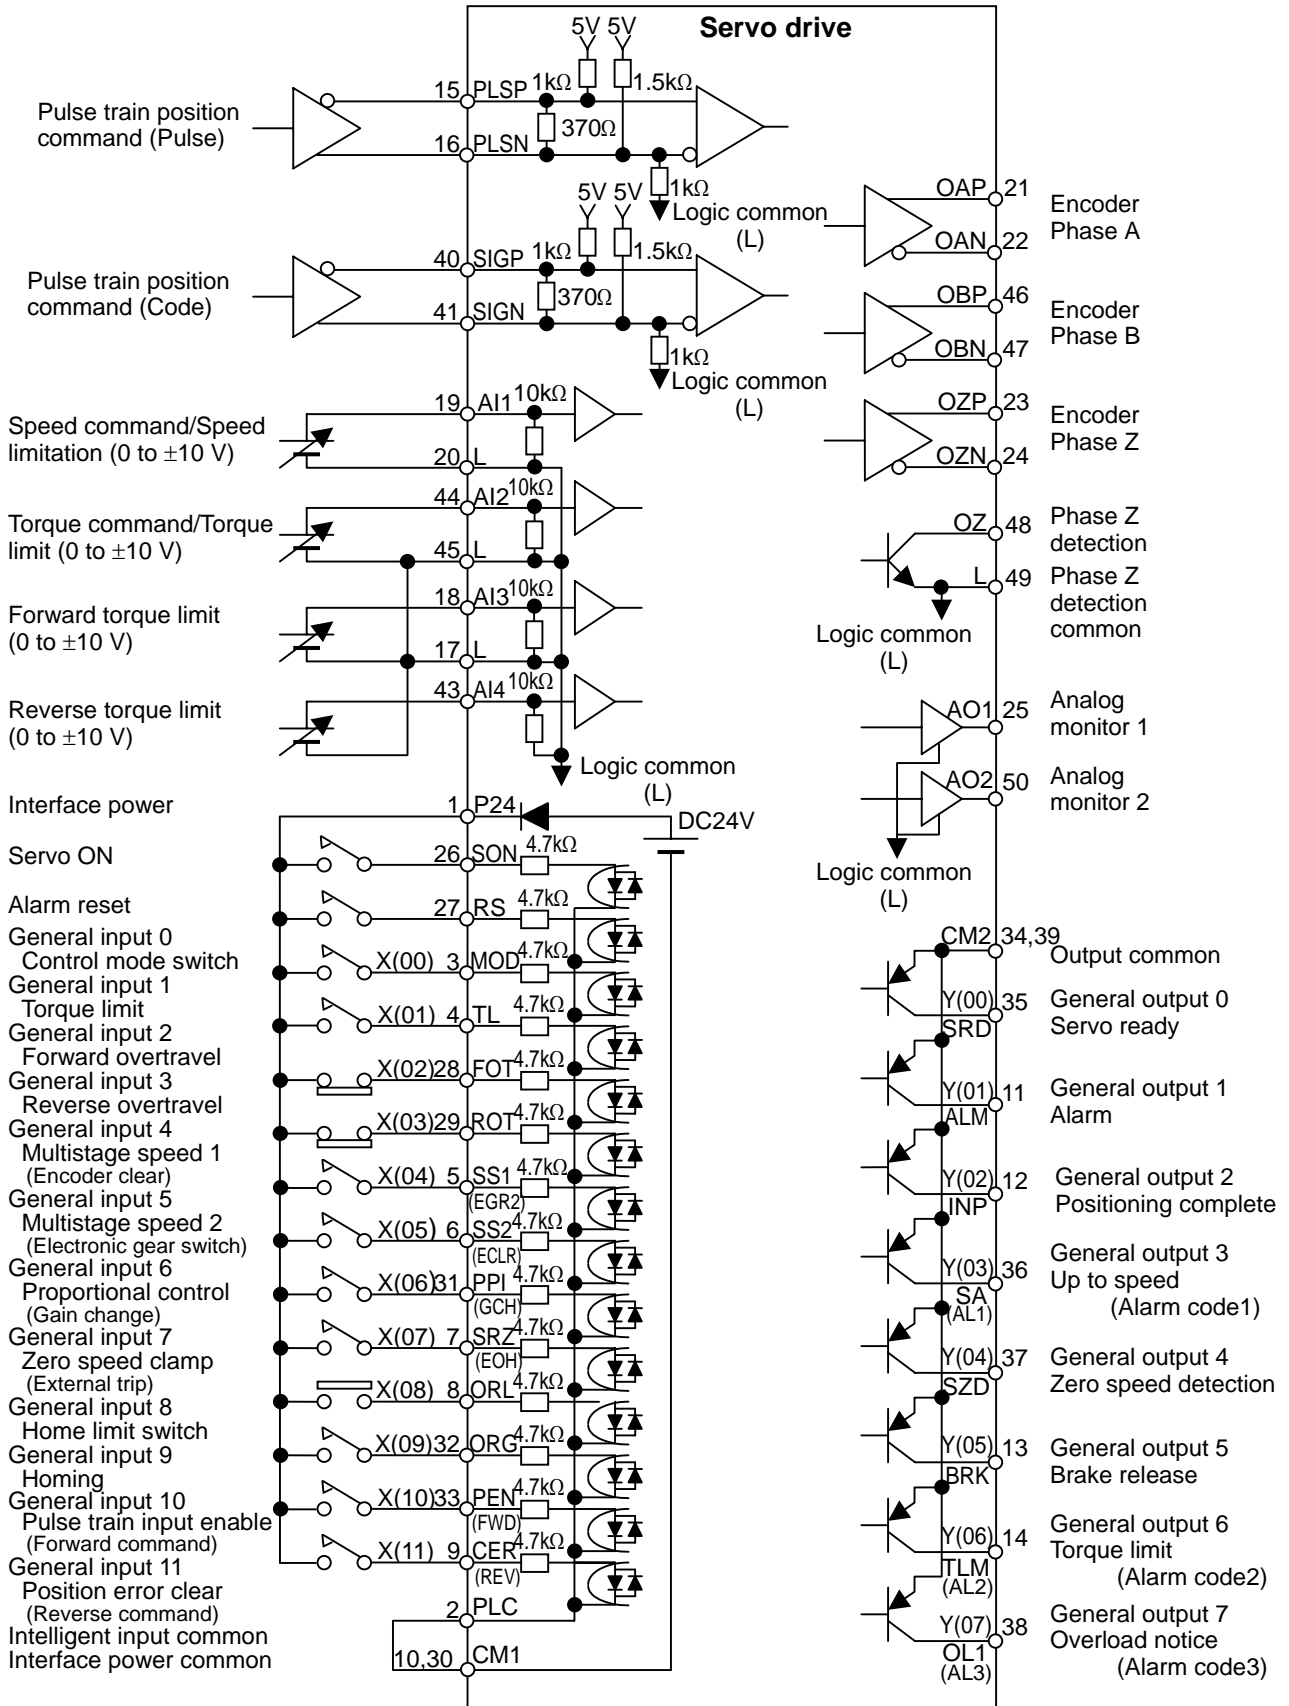 Servo drive
5V 5V
Pulse train position
command (Pulse)
15 PLSP 1kΩ 1.5kΩ
370Ω
16 PLSN
1kΩ
Logic common
(L)
5V 5V
Pulse train position
command (Code)
40 SIGP 1kΩ 1.5kΩ
370Ω
41 SIGN
1kΩ
Logic common
(L)
Speed command/Speed
limitation (0 to ±10 V)
19 AI1 10kΩ
20 L
Torque command/Torque
limit (0 to ±10 V)
44 AI2 10kΩ
45 L
Forward torque limit
(0 to ±10 V)
18 AI3 10kΩ
17 L
Reverse torque limit
(0 to ±10 V)
43 AI4 10kΩ
Logic common
(L)
Interface power
1 P24
DC24V
Servo ON
26 SON 4.7kΩ
Alarm reset
27 RS 4.7kΩ
General input 0
Control mode switch
X(00) 3 MOD 4.7kΩ
General input 1
Torque limit
X(01) 4 TL 4.7kΩ
General input 2
Forward overtravel
X(02) 28 FOT 4.7kΩ
General input 3
Reverse overtravel
X(03) 29 ROT 4.7kΩ
General input 4
Multistage speed 1
(Encoder clear)
X(04) 5 SS1 4.7kΩ
(EGR2)
General input 5
Multistage speed 2
(Electronic gear switch)
X(05) 6 SS2 4.7kΩ
(ECLR)
General input 6
Proportional control
(Gain change)
X(06) 31 PPI 4.7kΩ
(GCH)
General input 7
Zero speed clamp
(External trip)
X(07) 7 SRZ 4.7kΩ
(EOH)
General input 8
Home limit switch
X(08) 8 ORL 4.7kΩ
General input 9
Homing
X(09) 32 ORG 4.7kΩ
General input 10
Pulse train input enable
(Forward command)
X(10) 33 PEN 4.7kΩ
(FWD)
General input 11
Position error clear
(Reverse command)
X(11) 9 CER 4.7kΩ
(REV)
Intelligent input common
2 PLC
Interface power common
10,30 CM1
OAP 21
Encoder
Phase A
OAN 22
OBP 46
Encoder
Phase B
OBN 47
OZP 23
Encoder
Phase Z
OZN 24
OZ 48
Phase Z
detection
L 49
Phase Z
detection
common
Logic common
(L)
AO1 25
Analog
monitor 1
AO2 50
Analog
monitor 2
Logic common
(L)
CM2 34,39
Output common
Y(00) 35
SRD
General output 0
Servo ready
Y(01) 11
ALM
General output 1
Alarm
Y(02) 12
INP
General output 2
Positioning complete
Y(03) 36
SA
(AL1)
General output 3
Up to speed
(Alarm code1)
Y(04) 37
SZD
General output 4
Zero speed detection
Y(05) 13
BRK
General output 5
Brake release
Y(06) 14
TLM
(AL2)
General output 6
Torque limit
(Alarm code2)
Y(07) 38
OL1
(AL3)
General output 7
Overload notice
(Alarm code3)